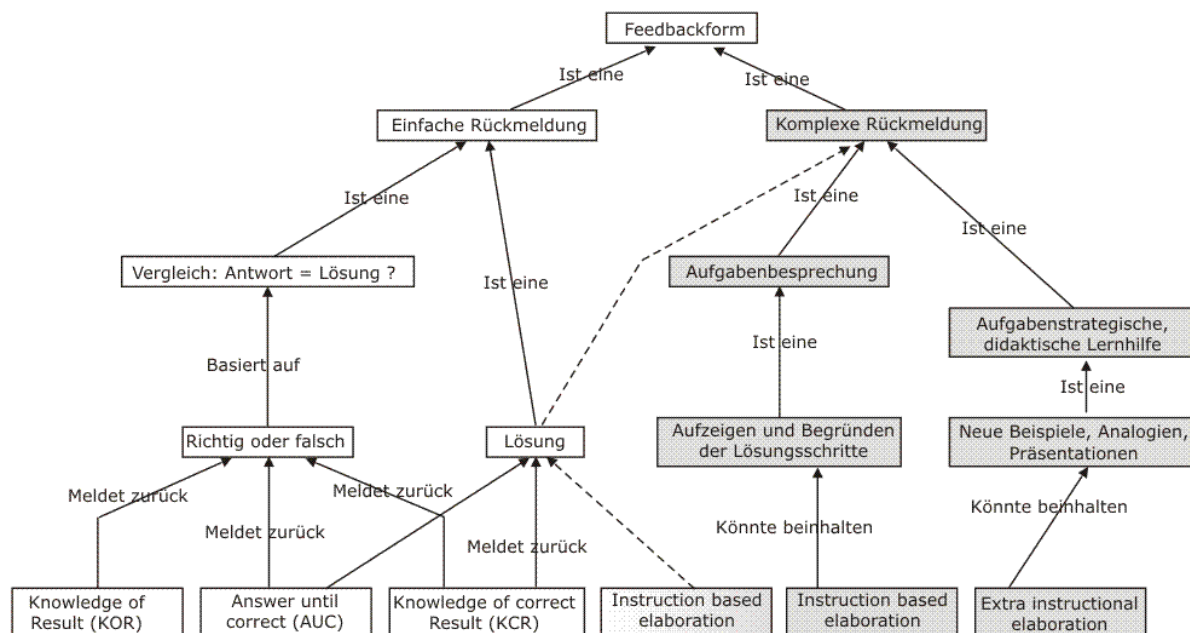 Feedbackform
Ist eine
Ist eine
Einfache Rückmeldung
Komplexe Rückmeldung
Ist eine
Ist eine
Ist eine
Vergleich: Antwort = Lösung ?
Aufgabenbesprechung
Ist eine
Aufgabenstrategische,
didaktische Lernhilfe
Ist eine
Basiert auf
Ist eine
Richtig oder falsch
Lösung
Aufzeigen und Begründen
der Lösungsschritte
Neue Beispiele, Analogien,
Präsentationen
Meldet zurück
Meldet zurück
Meldet zurück
Meldet zurück
Könnte beinhalten
Könnte beinhalten
Knowledge of
Result (KOR)
Answer until
correct (AUC)
Knowledge of correct
Result (KCR)
Instruction based
elaboration
Instruction based
elaboration
Extra instructional
elaboration